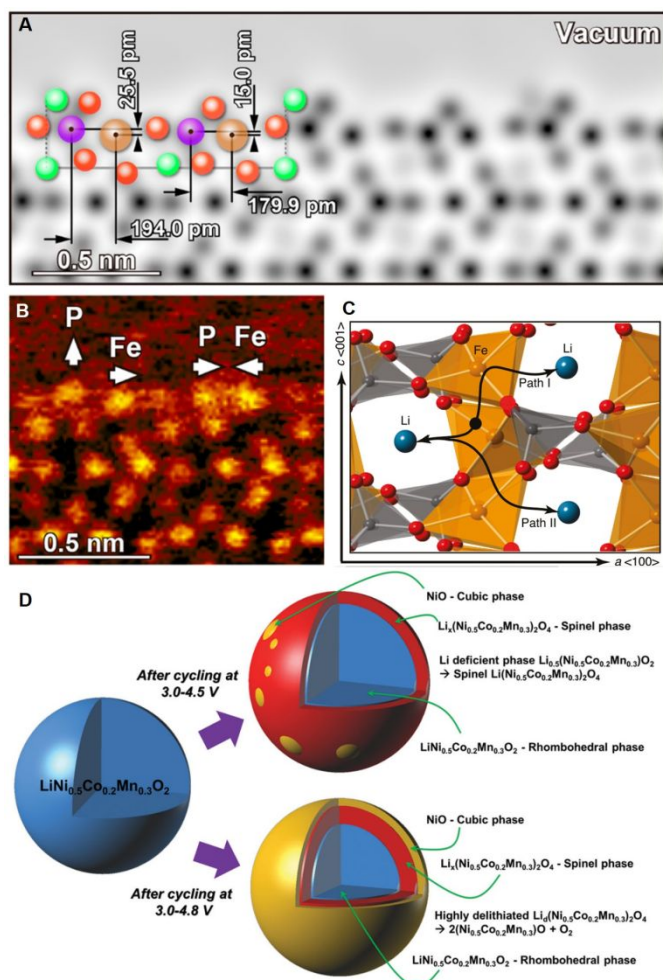 A
Vacuum
25.5 pm
15.0 pm
194.0 pm
179.9 pm
0.5 nm
B
P
Fe
P
Fe
0.5 nm
C
c <001>
Fe
Li
Path I
Li
Path II
Li
a <100>
D
LiNi0.5Co0.2Mn0.3O2
After cycling at
3.0-4.5 V
NiO - Cubic phase
Lix(Ni0.5Co0.2Mn0.3)2O4 - Spinel phase
Li deficient phase Li0.5(Ni0.5Co0.2Mn0.3)O2
→ Spinel Li(Ni0.5Co0.2Mn0.3)2O4
LiNi0.5Co0.2Mn0.3O2 - Rhombohedral phase
After cycling at
3.0-4.8 V
NiO - Cubic phase
Lix(Ni0.5Co0.2Mn0.3)2O4 - Spinel phase
Highly delithiated Lid(Ni0.5Co0.2Mn0.3)2O4
→ 2(Ni0.5Co0.2Mn0.3)O + O2
LiNi0.5Co0.2Mn0.3O2 - Rhombohedral phase